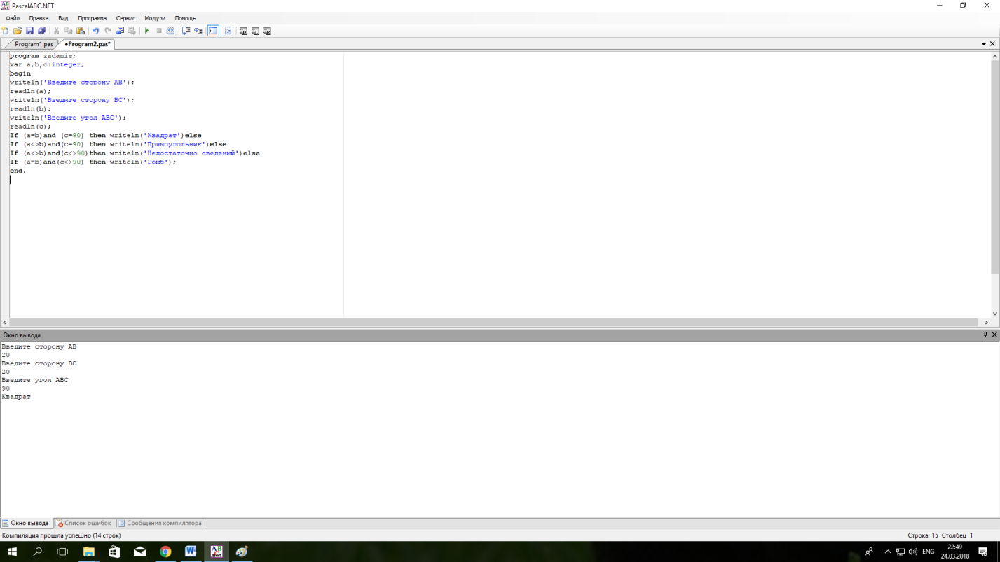 PascalABC.NET
Файл Правка Вид Программа Сервис Модули Помощь
Program1.pas •Program2.pas*
program zadanie;
var a,b,c:integer;
begin
writeln('Введите сторону AB');
readln(a);
writeln('Введите сторону BC');
readln(b);
writeln('Введите угол ABC');
readln(c);
If (a=b)and (c=90) then writeln('Квадрат')else
If (a<>b)and(c=90) then writeln('Прямоугольник')else
If (a<>b)and(c<>90)then writeln('Недостаточно сведений')else
If (a=b)and(c<>90) then writeln('Ромб');
end.
Окно вывода
Введите сторону AB
20
Введите сторону BC
20
Введите угол ABC
90
Квадрат
Окно вывода Список ошибок Сообщения компилятора
Компиляция прошла успешно (14 строк) Строка 15 Столбец 1
ENG 22:49
24.03.2018